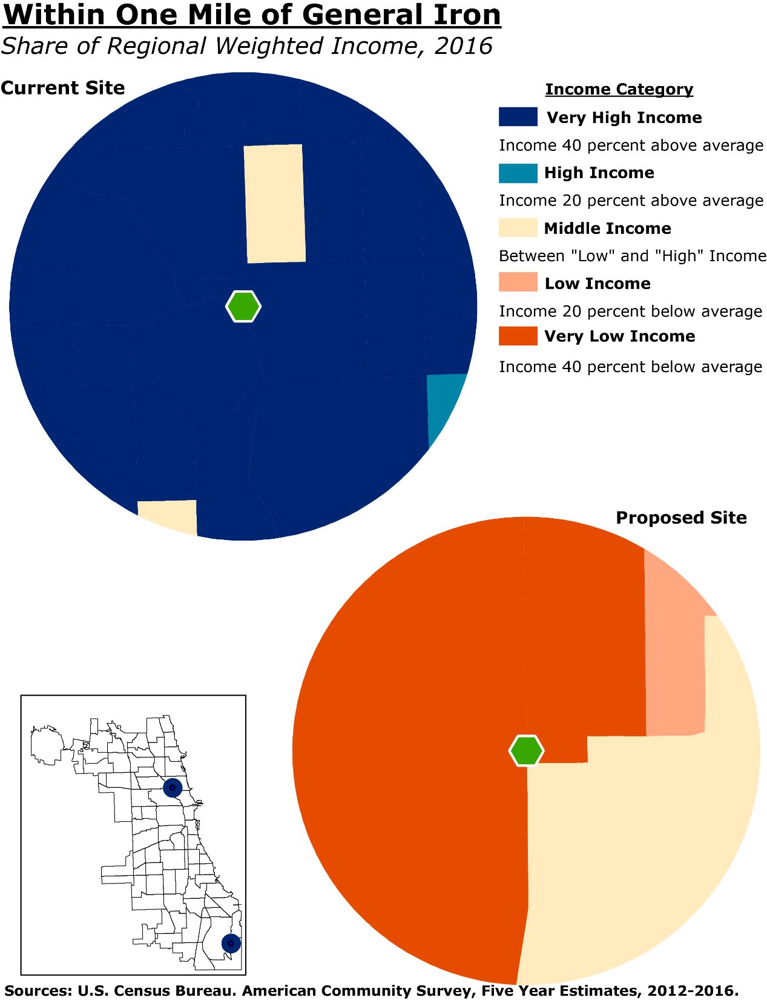 Within One Mile of General Iron
Share of Regional Weighted Income, 2016
Current Site
Income Category
Very High Income
Income 40 percent above average
High Income
Income 20 percent above average
Middle Income
Between "Low" and "High" Income
Low Income
Income 20 percent below average
Very Low Income
Income 40 percent below average
Proposed Site
Sources: U.S. Census Bureau. American Community Survey, Five Year Estimates, 2012-2016.